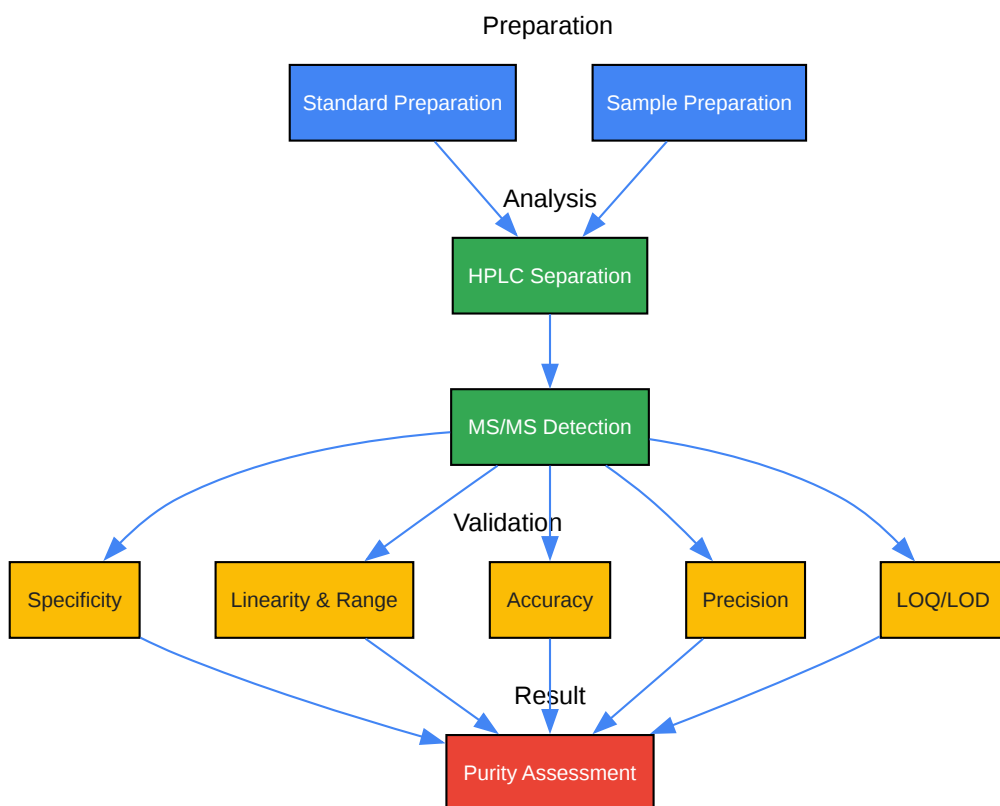 Preparation
Standard Preparation
Sample Preparation
Analysis
HPLC Separation
MS/MS Detection
Validation
Specificity
Linearity & Range
Accuracy
Precision
LOQ/LOD
Result
Purity Assessment